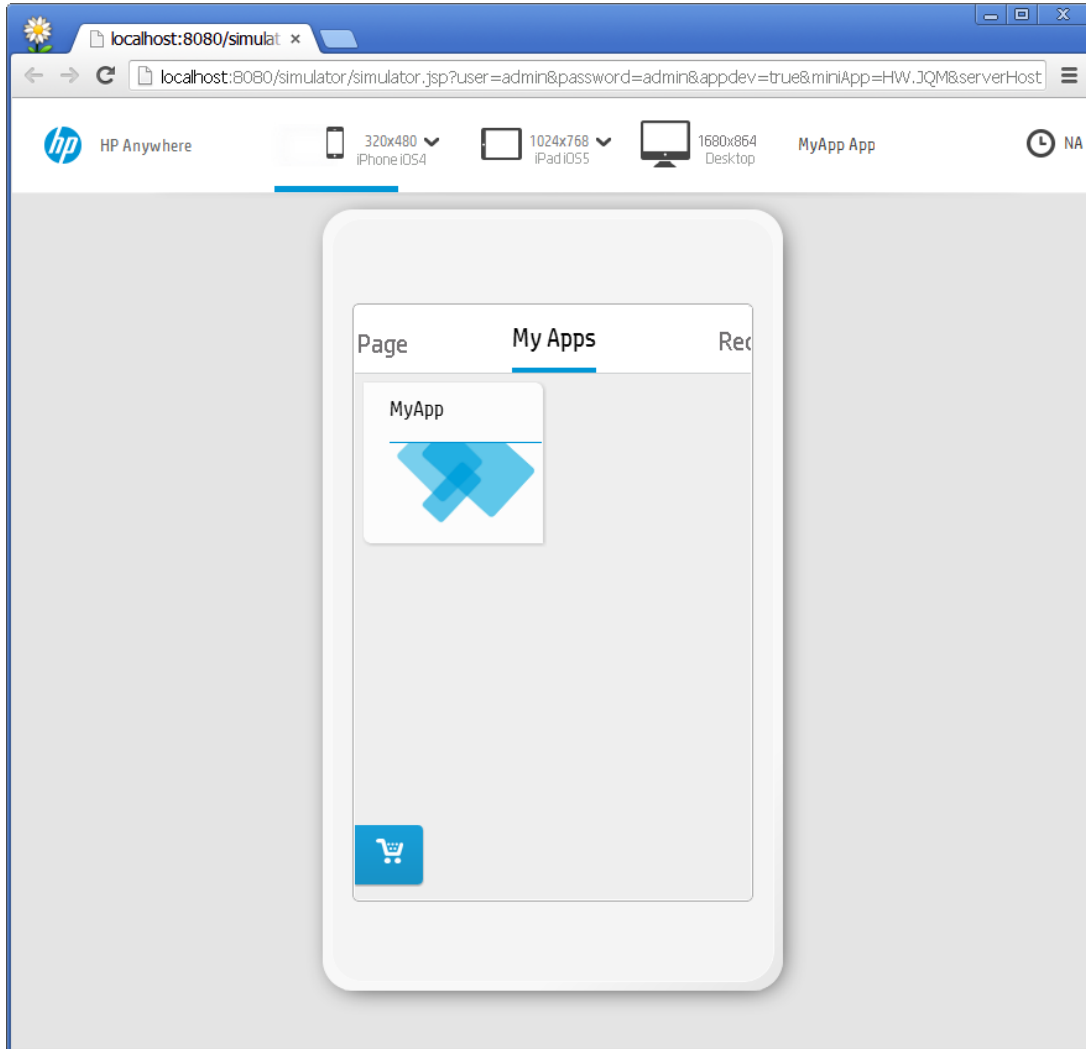 localhost:8080/simulat ×
localhost:8080/simulator/simulator.jsp?user=admin&password=admin&appdev=true&miniApp=HW.JQM&serverHost
hp HP Anywhere
320x480
iPhone iOS4
1024x768
iPad iOS5
1680x864
Desktop
MyApp App
NA
Page My Apps Rec
MyApp